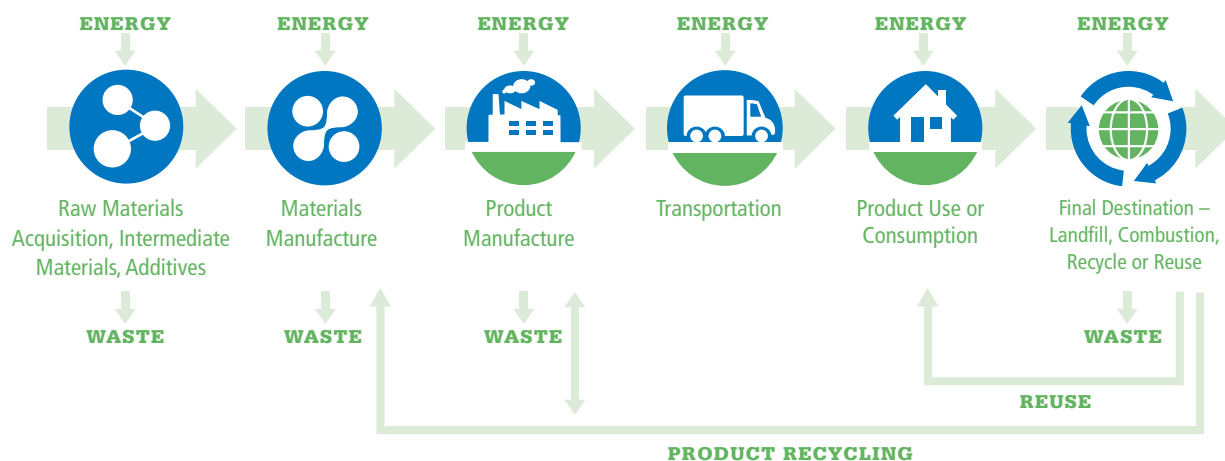 ENERGY
ENERGY
ENERGY
ENERGY
ENERGY
ENERGY
Raw Materials
Acquisition, Intermediate
Materials, Additives
Materials
Manufacture
Product
Manufacture
Transportation
Product Use or
Consumption
Final Destination –
Landfill, Combustion,
Recycle or Reuse
WASTE
WASTE
WASTE
WASTE
REUSE
PRODUCT RECYCLING